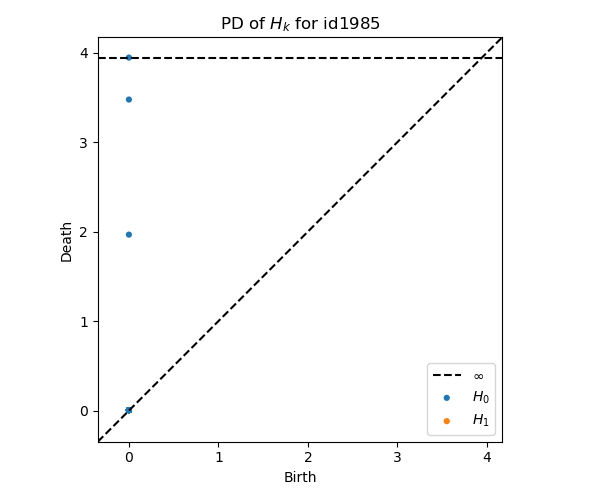 PD of $H_k$ for id1985
4
3
2
1
0
Death
∞
$H_0$
$H_1$
0 1 2 3 4
Birth